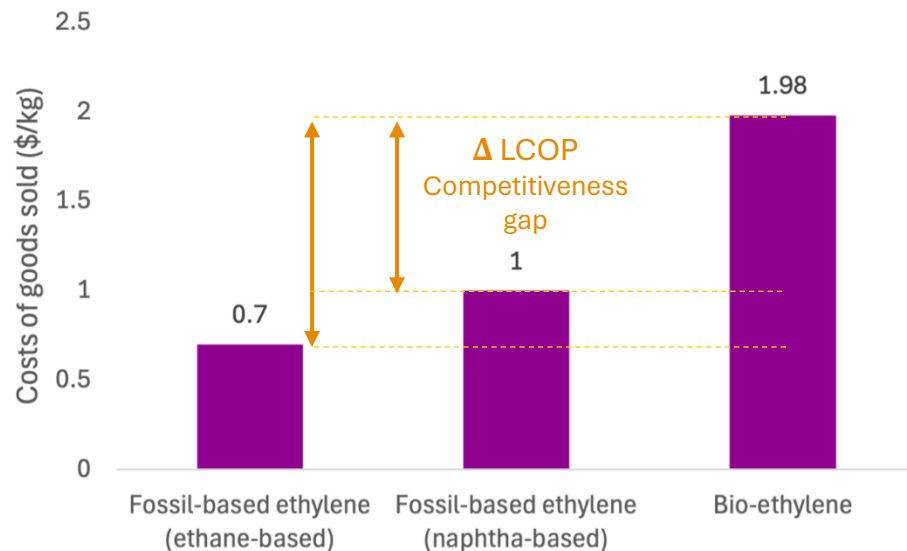 2.5
Costs of goods sold ($/kg)
2
1.5
1
0.5
0
1.98
Δ LCOP
Competitiveness
gap
1
0.7
Fossil-based ethylene
(ethane-based)
Fossil-based ethylene
(naphtha-based)
Bio-ethylene